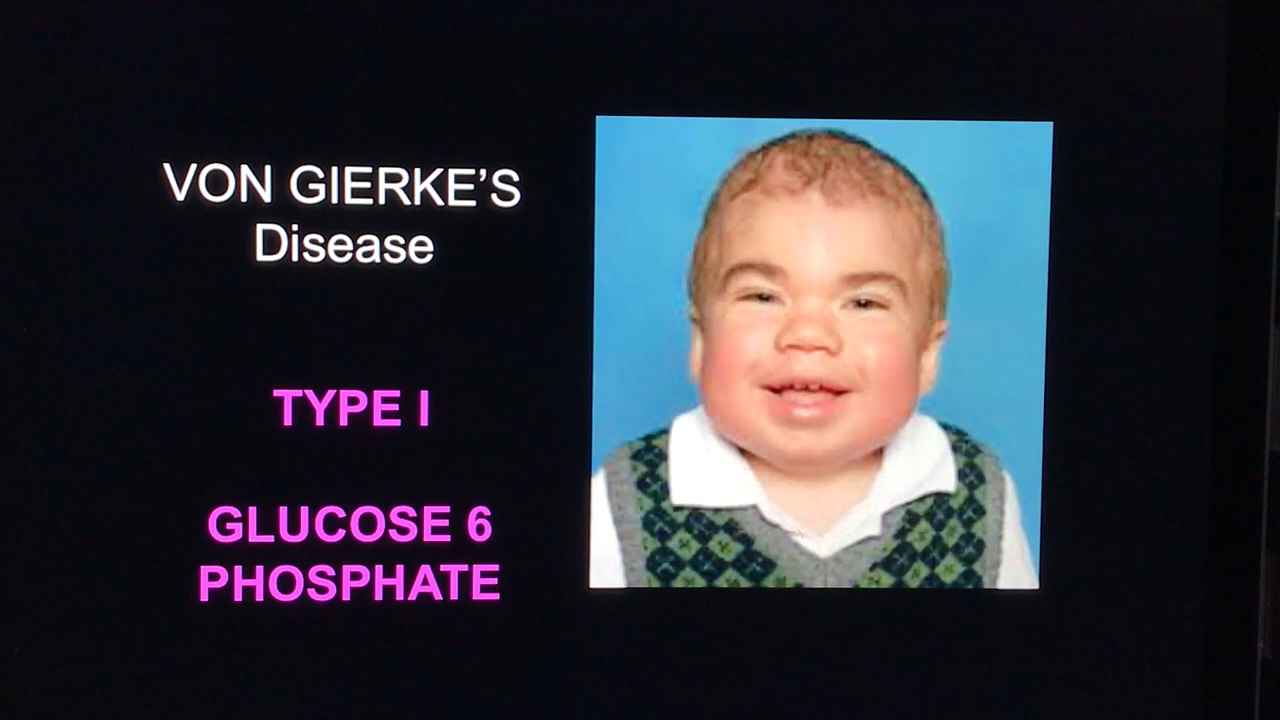 VON GIERKE’S
Disease
TYPE I
GLUCOSE 6
PHOSPHATE